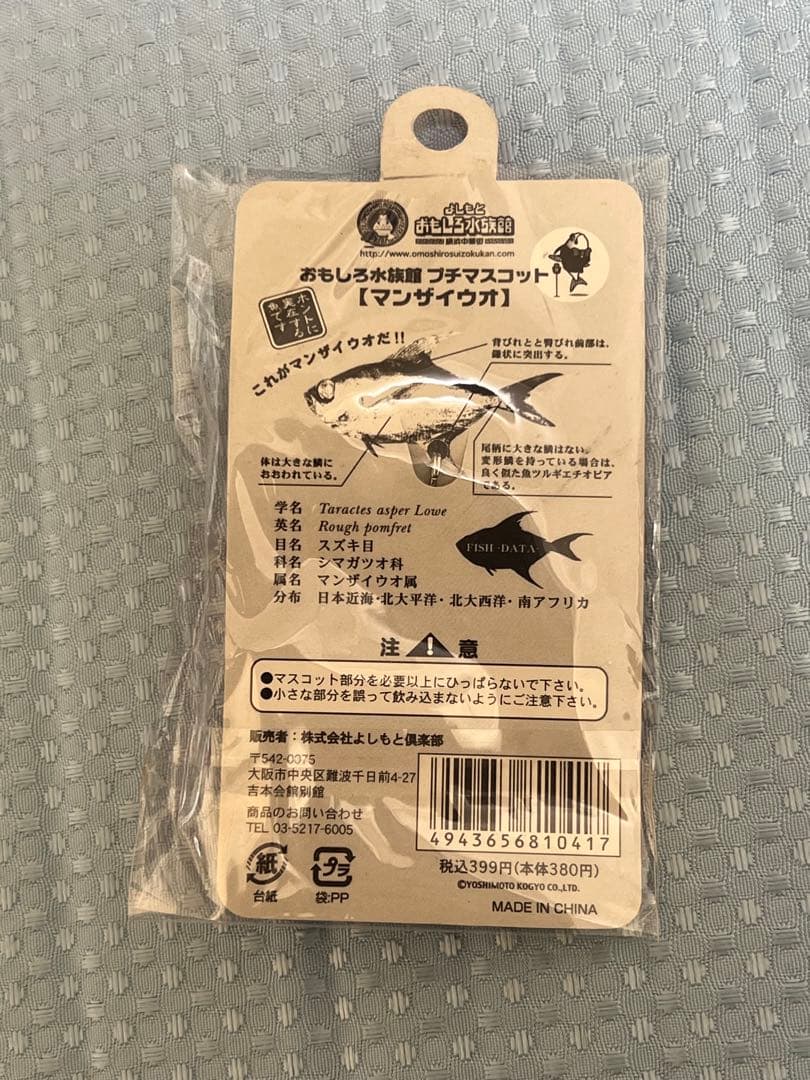 よしもと
おもしろ水族館
横浜中華街
http://www.omoshirosuizokukan.com
おもしろ水族館 プチマスコット
【マンザイウオ】
ホントに
実在する
魚です
これがマンザイウオだ!!
背びれとと臀びれ前部は、
鎌状に突出する。
体は大きな鱗に
おおわれている。
尾柄に大きな鱗はない。
変形鱗を持っている場合は、
良く似た魚ツルギエチオピア
である。
学名 Taractes asper Lowe
英名 Rough pomfret
目名 スズキ目
科名 シマガツオ科
属名 マンザイウオ属
分布 日本近海・北大平洋・北大西洋・南アフリカ
FISH -DATA-
注 ! 意
●マスコット部分を必要以上にひっぱらないで下さい。
●小さな部分を誤って飲み込まないようにご注意下さい。
販売者：株式会社よしもと倶楽部
〒542-0075
大阪市中央区難波千日前4-27
吉本会館別館
商品のお問い合わせ
TEL 03-5217-6005
4943656810417
紙
台紙
プラ
袋:PP
税込399円(本体380円)
©YOSHIMOTO KOGYO CO.,LTD.
MADE IN CHINA